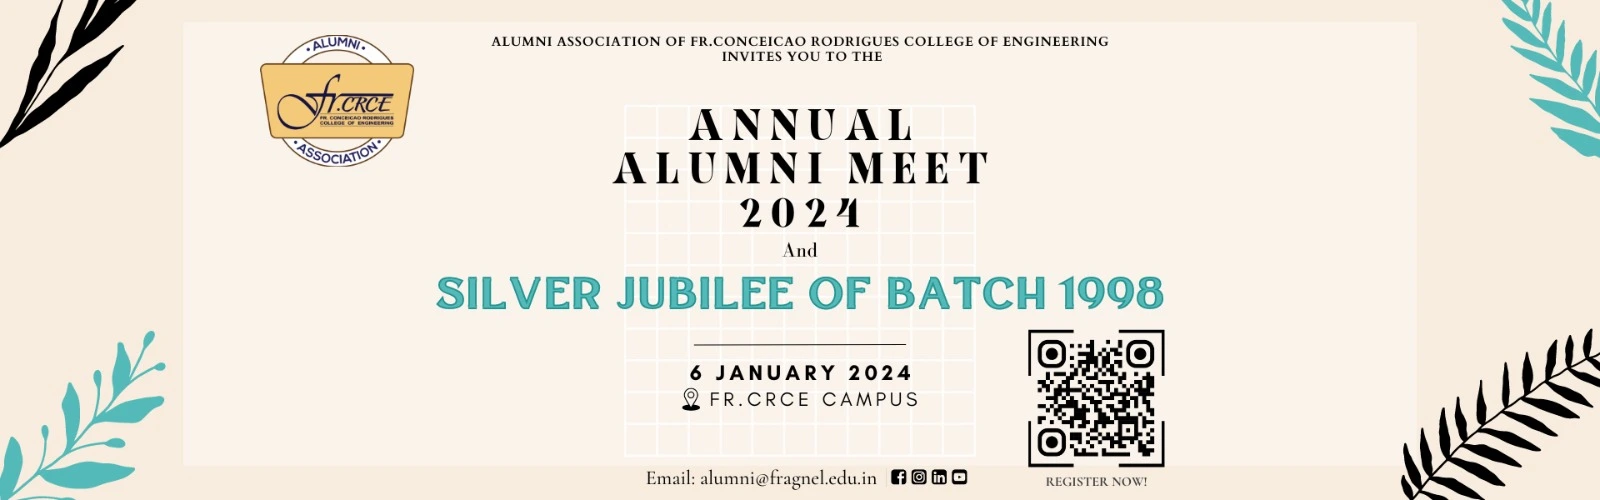 ALUMNI ASSOCIATION OF FR.CONCEICAO RODRIGUES COLLEGE OF ENGINEERING
INVITES YOU TO THE
• ALUMNI •
Fr.CRCE
FR. CONCEICAO RODRIGUES
COLLEGE OF ENGINEERING
• ASSOCIATION •
ANNUAL
ALUMNI MEET
2024
And
SILVER JUBILEE OF BATCH 1998
6 JANUARY 2024
FR.CRCE CAMPUS
Email: alumni@fragnel.edu.in
REGISTER NOW!